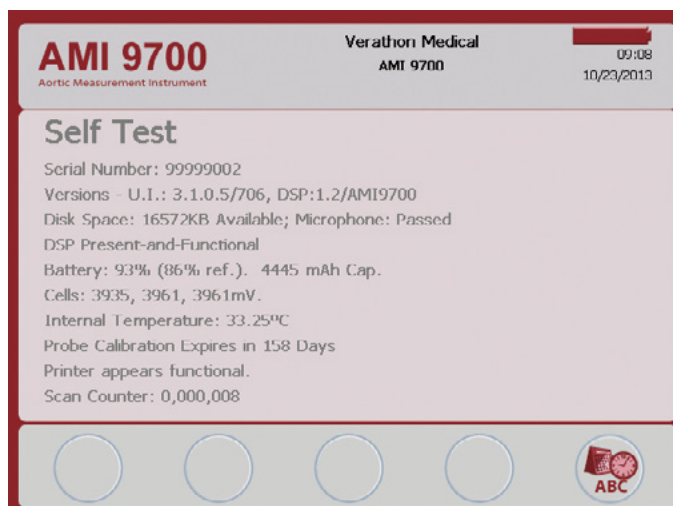 AMI 9700
Aortic Measurement Instrument
Verathon Medical
AMI 9700
09:08
10/23/2013
Self Test
Serial Number: 99999002
Versions - U.I.: 3.1.0.5/706, DSP:1.2/AMI9700
Disk Space: 16572KB Available; Microphone: Passed
DSP Present-and-Functional
Battery: 93% (86% ref.). 4445 mAh Cap.
Cells: 3935, 3961, 3961mV.
Internal Temperature: 33.25ºC
Probe Calibration Expires in 158 Days
Printer appears functional.
Scan Counter: 0,000,008
ABC